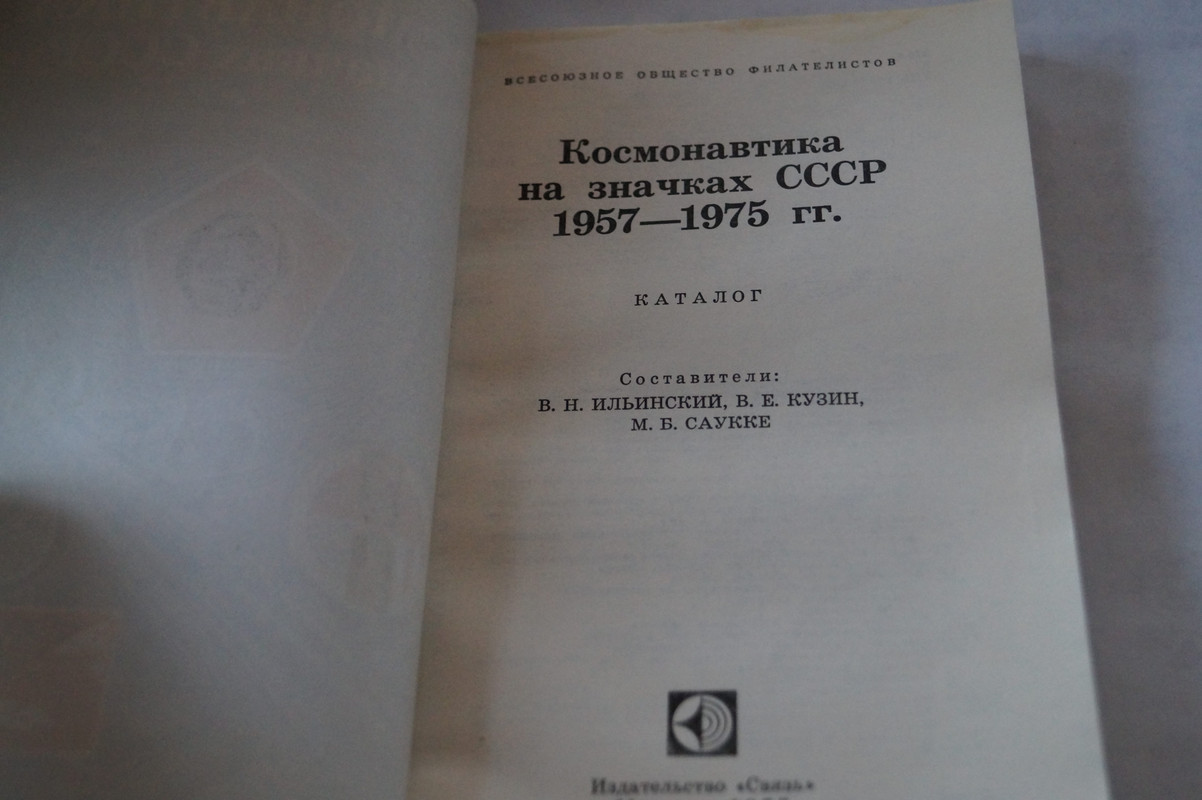 ВСЕСОЮЗНОЕ ОБЩЕСТВО ФИЛАТЕЛИСТОВ
Космонавтика
на значках СССР
1957—1975 гг.
КАТАЛОГ
Составители:
В. Н. ИЛЬИНСКИЙ, В. Е. КУЗИН,
М. Б. САУККЕ
Издательство «Связь»